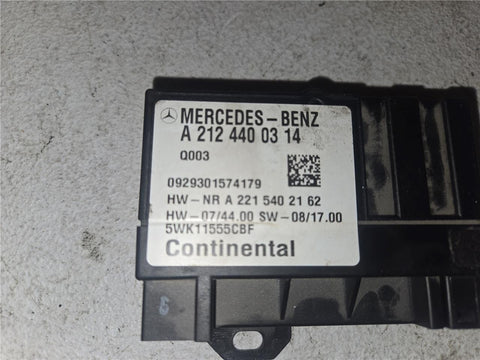 MERCEDES-BENZ
A 212 440 03 14
Q003
0929301574179
HW-NR A 221 540 21 62
HW-07/44.00 SW-08/17.00
5WK11555CBF
Continental